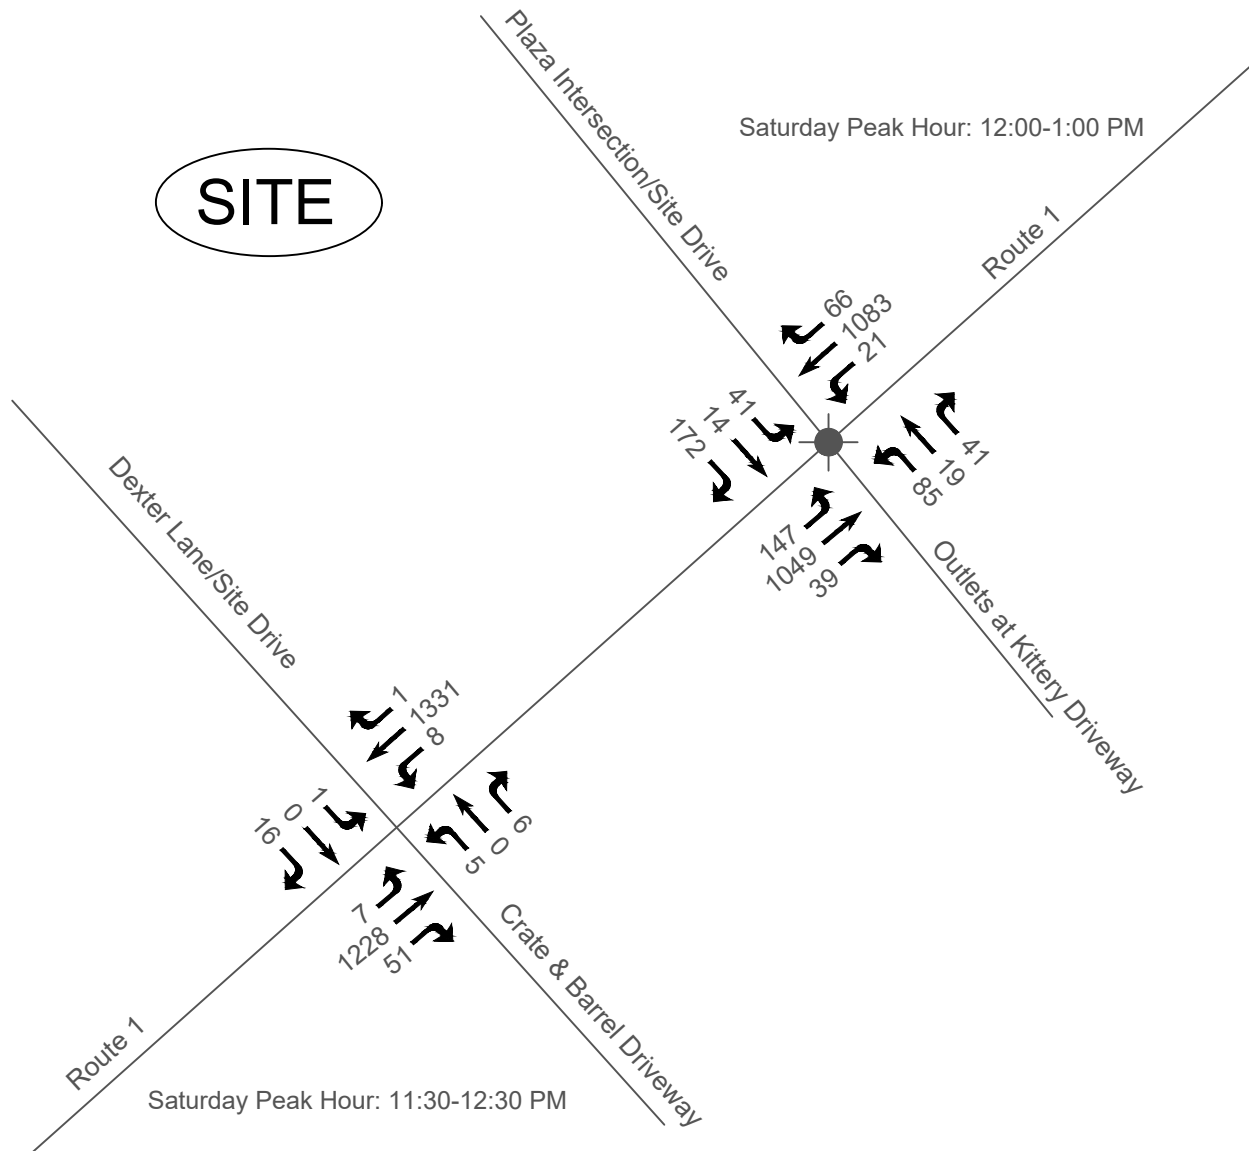 Plaza Intersection/Site Drive
Saturday Peak Hour: 12:00-1:00 PM
SITE
Route 1
66
1083
21
41
14
172
41
19
85
147
1049
39
Outlets at Kittery Driveway
Dexter Lane/Site Drive
1
1331
8
1
0
16
6
0
5
7
1228
51
Crate & Barrel Driveway
Route 1
Saturday Peak Hour: 11:30-12:30 PM